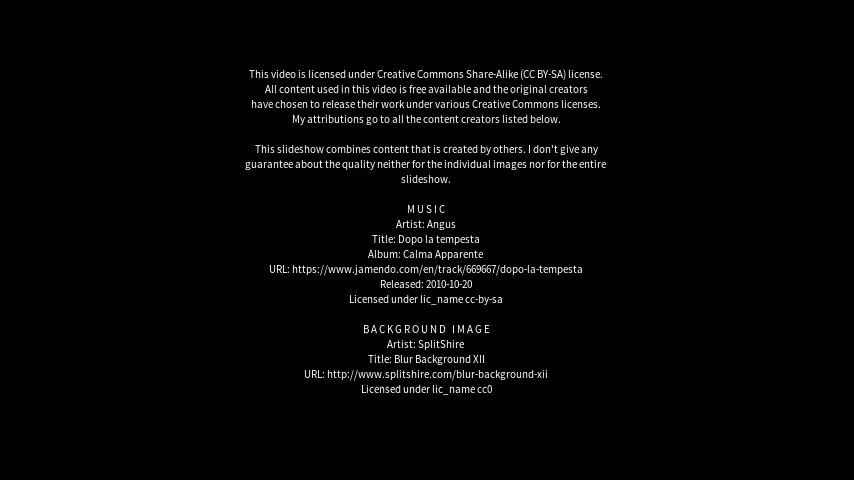 This video is licensed under Creative Commons Share-Alike (CC BY-SA) license.
All content used in this video is free available and the original creators
have chosen to release their work under various Creative Commons licenses.
My attributions go to all the content creators listed below.
This slideshow combines content that is created by others. I don't give any
guarantee about the quality neither for the individual images nor for the entire
slideshow.
MUSIC
Artist: Angus
Title: Dopo la tempesta
Album: Calma Apparente
URL: https://www.jamendo.com/en/track/669667/dopo-la-tempesta
Released: 2010-10-20
Licensed under lic_name cc-by-sa
BACKGROUND IMAGE
Artist: SplitShire
Title: Blur Background XII
URL: http://www.splitshire.com/blur-background-xii
Licensed under lic_name cc0